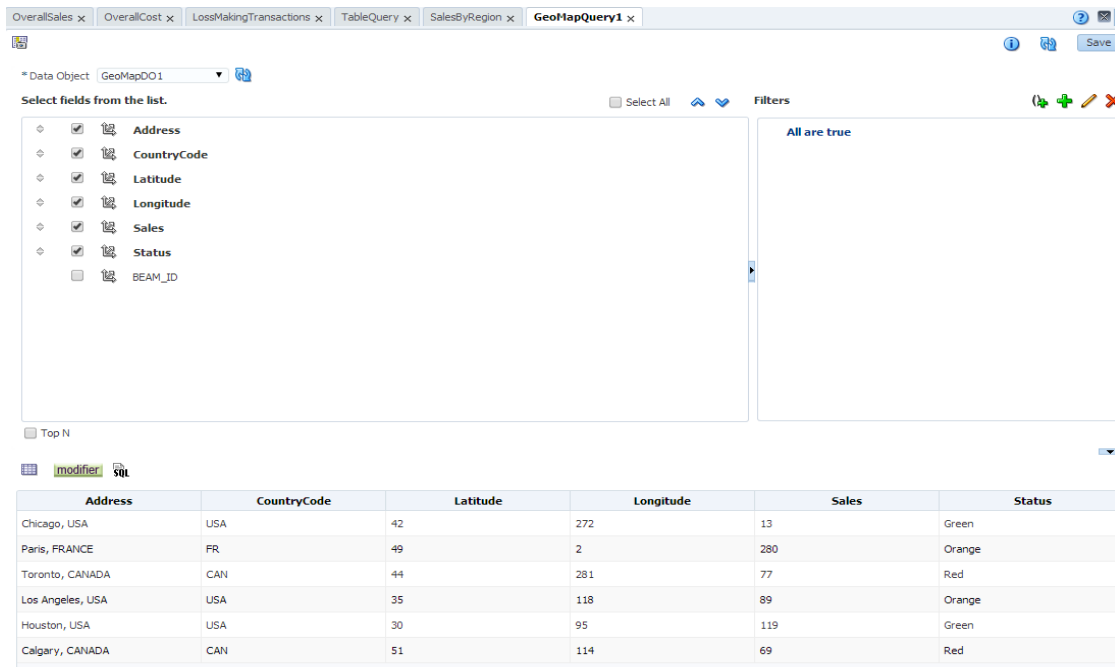 OverallSales x OverallCost x LossMakingTransactions x TableQuery x SalesByRegion x GeoMapQuery1 x
Save
* Data Object GeoMapDO1
Select fields from the list. Select All Filters
Address All are true
CountryCode
Latitude
Longitude
Sales
Status
BEAM_ID
Top N
modifier SQL
Address CountryCode Latitude Longitude Sales Status
Chicago, USA USA 42 272 13 Green
Paris, FRANCE FR 49 2 280 Orange
Toronto, CANADA CAN 44 281 77 Red
Los Angeles, USA USA 35 118 89 Orange
Houston, USA USA 30 95 119 Green
Calgary, CANADA CAN 51 114 69 Red